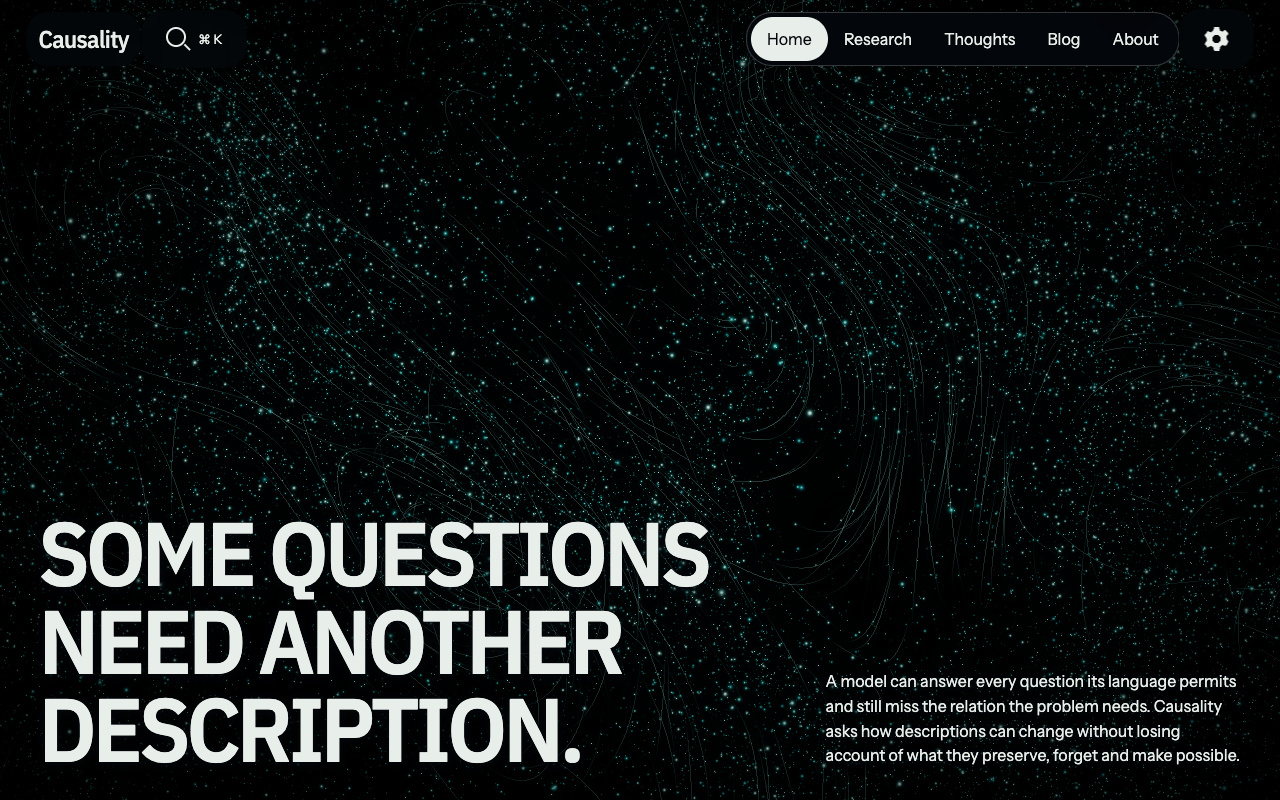 Causality
⌘ K
Home
Research
Thoughts
Blog
About
SOME QUESTIONS
NEED ANOTHER
DESCRIPTION.
A model can answer every question its language permits
and still miss the relation the problem needs. Causality
asks how descriptions can change without losing
account of what they preserve, forget and make possible.